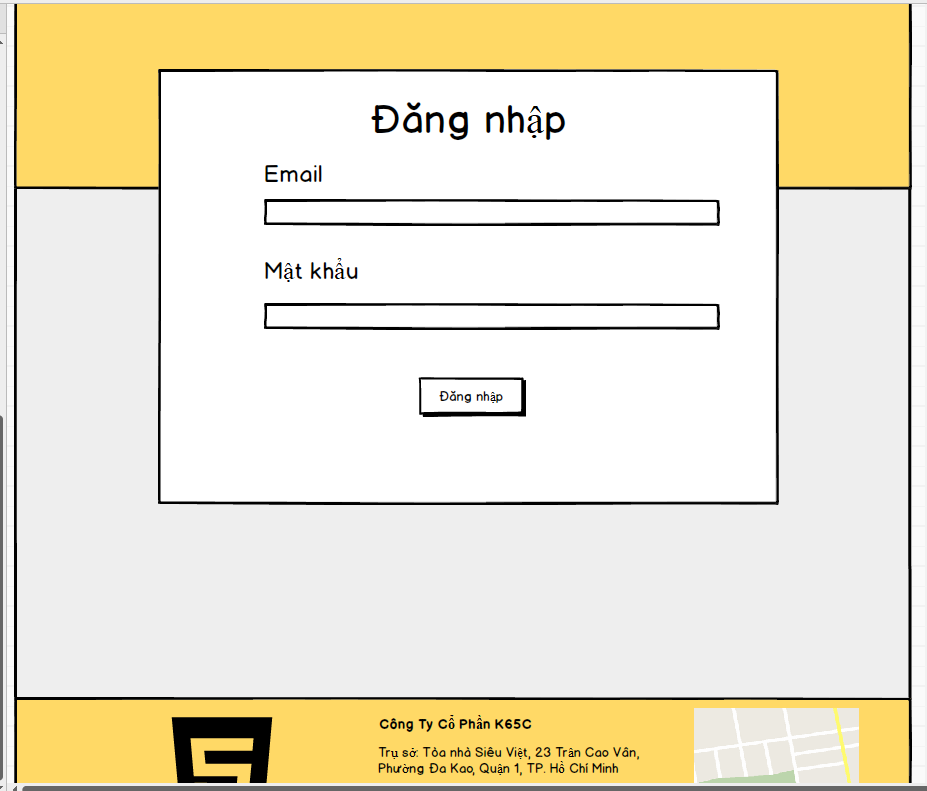 Đăng nhập
Email
Mật khẩu
Đăng nhập
Công Ty Cổ Phần K65C
Trụ sở: Tòa nhà Siêu Việt, 23 Trần Cao Vân,
Phường Đa Kao, Quận 1, TP. Hồ Chí Minh